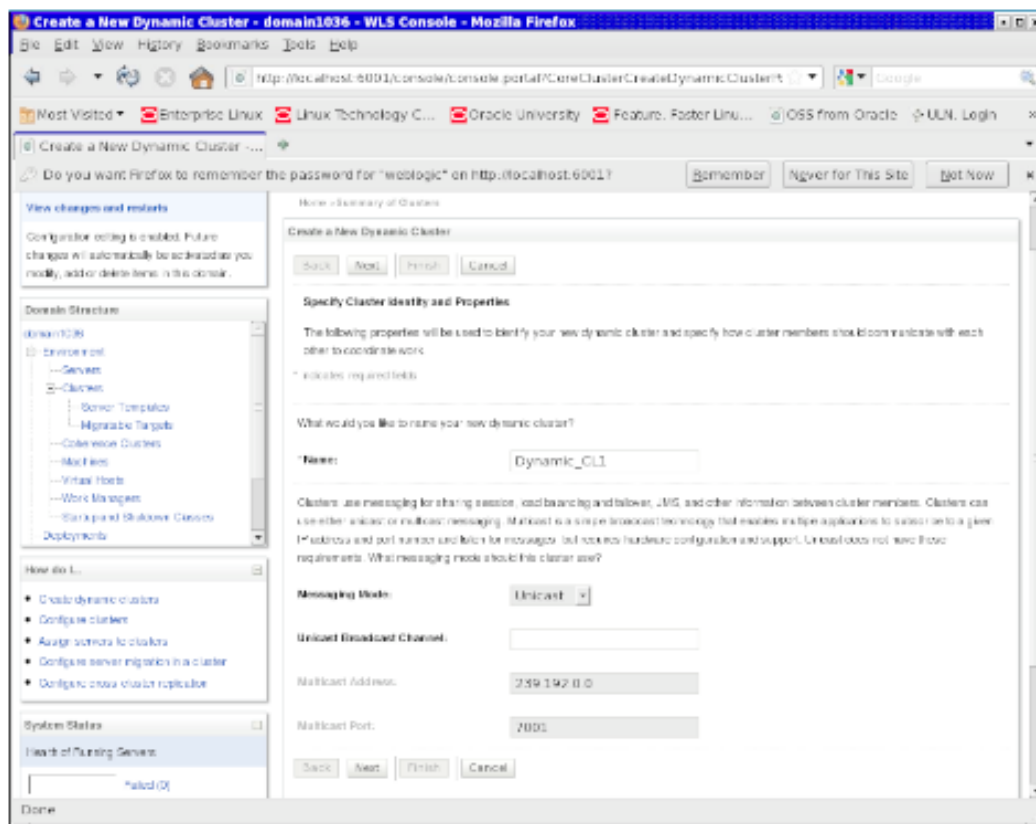 Create a New Dynamic Cluster - domain1036 - WLS Console - Mozilla Firefox
File Edit View History Bookmarks Tools Help
http://localhost:6001/console/console.portal?CoreClusterCreateDynamicClusterP
Google
Most Visited
Enterprise Linux
Linux Technology C...
Oracle University
Feature. Faster Linu...
OSS from Oracle
ULN. Login
Create a New Dynamic Cluster -...
Do you want Firefox to remember the password for "weblogic" on http://localhost:6001?
Remember
Never for This Site
Not Now
View changes and restarts
Configuration editing is enabled. Future
changes will automatically be activated as you
modify, add or delete items in this domain.
Domain Structure
domain1036
Environment
Servers
Clusters
Server Templates
Migratable Targets
Coherence Clusters
Machines
Virtual Hosts
Work Managers
Startup and Shutdown Classes
Deployments
How do I...
Create dynamic clusters
Configure clusters
Assign servers to clusters
Configure server migration in a cluster
Configure cross-cluster replication
System Status
Health of Running Servers
Failed (0)
Home >Summary of Clusters
Create a New Dynamic Cluster
Back Next Finish Cancel
Specify Cluster Identity and Properties
The following properties will be used to identify your new dynamic cluster and specify how cluster members should communicate with each
other to coordinate work.
* Indicates required fields
What would you like to name your new dynamic cluster?
*Name: Dynamic_CL1
Clusters use messaging for sharing session, load balancing and failover, JMS, and other information between cluster members. Clusters can
use either unicast or multicast messaging. Multicast is a simple broadcast technology that enables multiple applications to subscribe to a given
IP address and port number and listen for messages, but requires hardware configuration and support. Unicast does not have these
requirements. What messaging mode should this cluster use?
Messaging Mode: Unicast
Unicast Broadcast Channel:
Multicast Address: 239.192.0.0
Multicast Port: 7001
Back Next Finish Cancel
Done